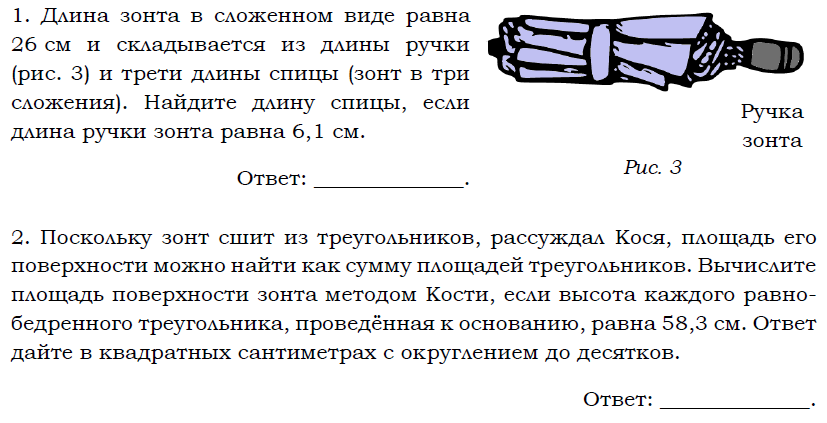 1. Длина зонта в сложенном виде равна
26 см и складывается из длины ручки
(рис. 3) и трети длины спицы (зонт в три
сложения). Найдите длину спицы, если
длина ручки зонта равна 6,1 см.
Ручка
зонта
Рис. 3
Ответ: _____________.
2. Поскольку зонт сшит из треугольников, рассуждал Кося, площадь его
поверхности можно найти как сумму площадей треугольников. Вычислите
площадь поверхности зонта методом Кости, если высота каждого равно-
бедренного треугольника, проведённая к основанию, равна 58,3 см. Ответ
дайте в квадратных сантиметрах с округлением до десятков.
Ответ: _____________.